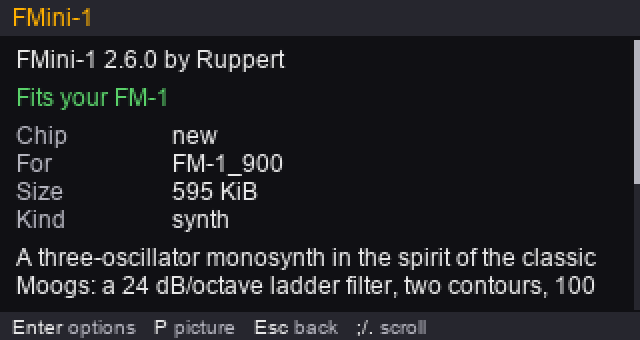 FMini-1
FMini-1 2.6.0 by Ruppert
Fits your FM-1
Chip new
For FM-1_900
Size 595 KiB
Kind synth
A three-oscillator monosynth in the spirit of the classic
Moogs: a 24 dB/octave ladder filter, two contours, 100
Enter options P picture Esc back ;/. scroll